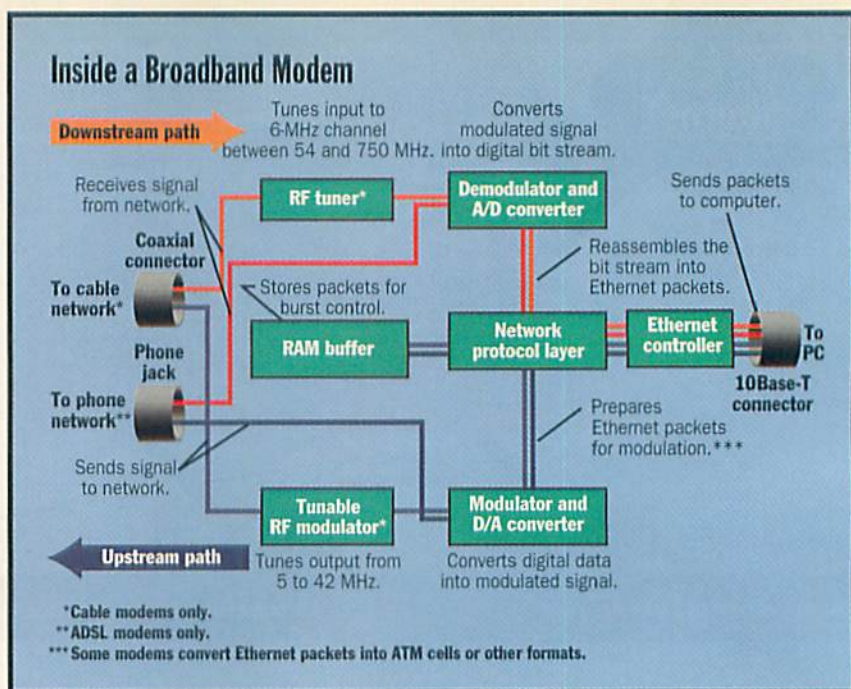 Inside a Broadband Modem
Downstream path
Tunes input to
6-MHz channel
between 54 and 750 MHz.
Converts
modulated signal
into digital bit stream.
Receives signal
from network.
RF tuner*
Demodulator and
A/D converter
Sends packets
to computer.
Coaxial
connector
To cable
network*
Stores packets for
burst control.
Reassembles the
bit stream into
Ethernet packets.
RAM buffer
Network
protocol layer
Ethernet
controller
To
PC
10Base-T
connector
Phone
jack
To phone
network**
Sends signal
to network.
Prepares
Ethernet packets
for modulation.***
Tunable
RF modulator*
Modulator and
D/A converter
Upstream path
Tunes output from
5 to 42 MHz.
Converts digital data
into modulated signal.
*Cable modems only.
**ADSL modems only.
***Some modems convert Ethernet packets into ATM cells or other formats.